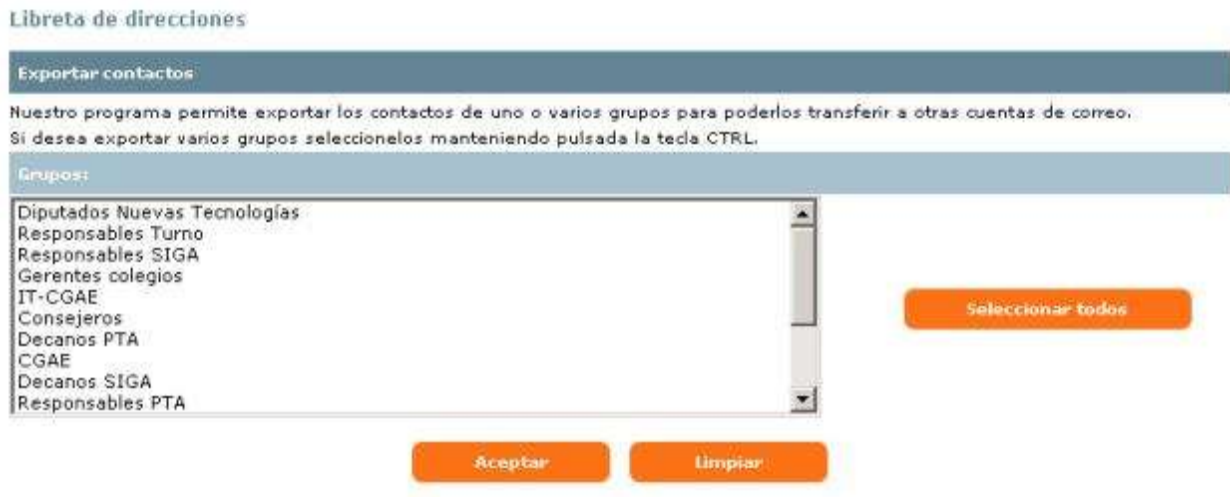 Libreta de direcciones
Exportar contactos
Nuestro programa permite exportar los contactos de uno o varios grupos para poderlos transferir a otras cuentas de correo.
Si desea exportar varios grupos seleccionelos manteniendo pulsada la tecla CTRL.
Grupos:
Diputados Nuevas Tecnologías
Responsables Turno
Responsables SIGA
Gerentes colegios
IT-CGAE
Consejeros
Decanos PTA
CGAE
Decanos SIGA
Responsables PTA
Seleccionar todos
Aceptar
Limpiar